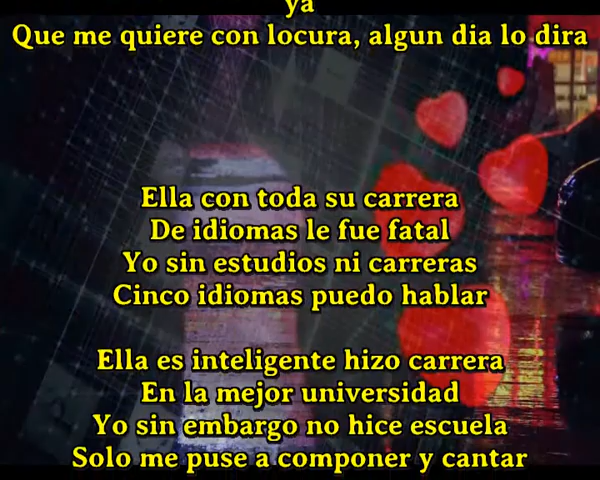 ya
Que me quiere con locura, algun dia lo dira
Ella con toda su carrera
De idiomas le fue fatal
Yo sin estudios ni carreras
Cinco idiomas puedo hablar
Ella es inteligente hizo carrera
En la mejor universidad
Yo sin embargo no hice escuela
Solo me puse a componer y cantar